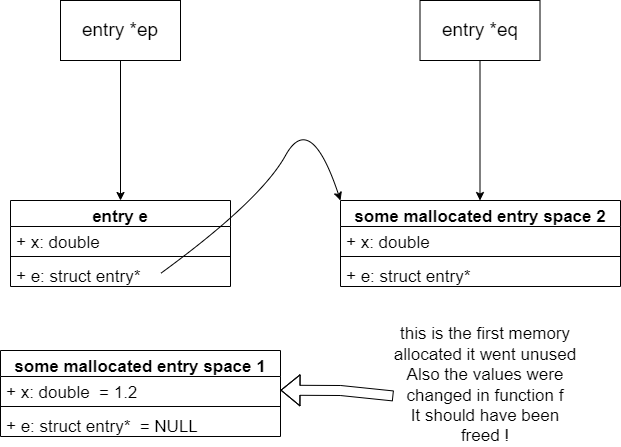 entry *ep
entry *eq
entry e
+ x: double
+ e: struct entry*
some mallocated entry space 2
+ x: double
+ e: struct entry*
some mallocated entry space 1
+ x: double = 1.2
+ e: struct entry* = NULL
this is the first memory
allocated it went unused
Also the values were
changed in function f
It should have been
freed !